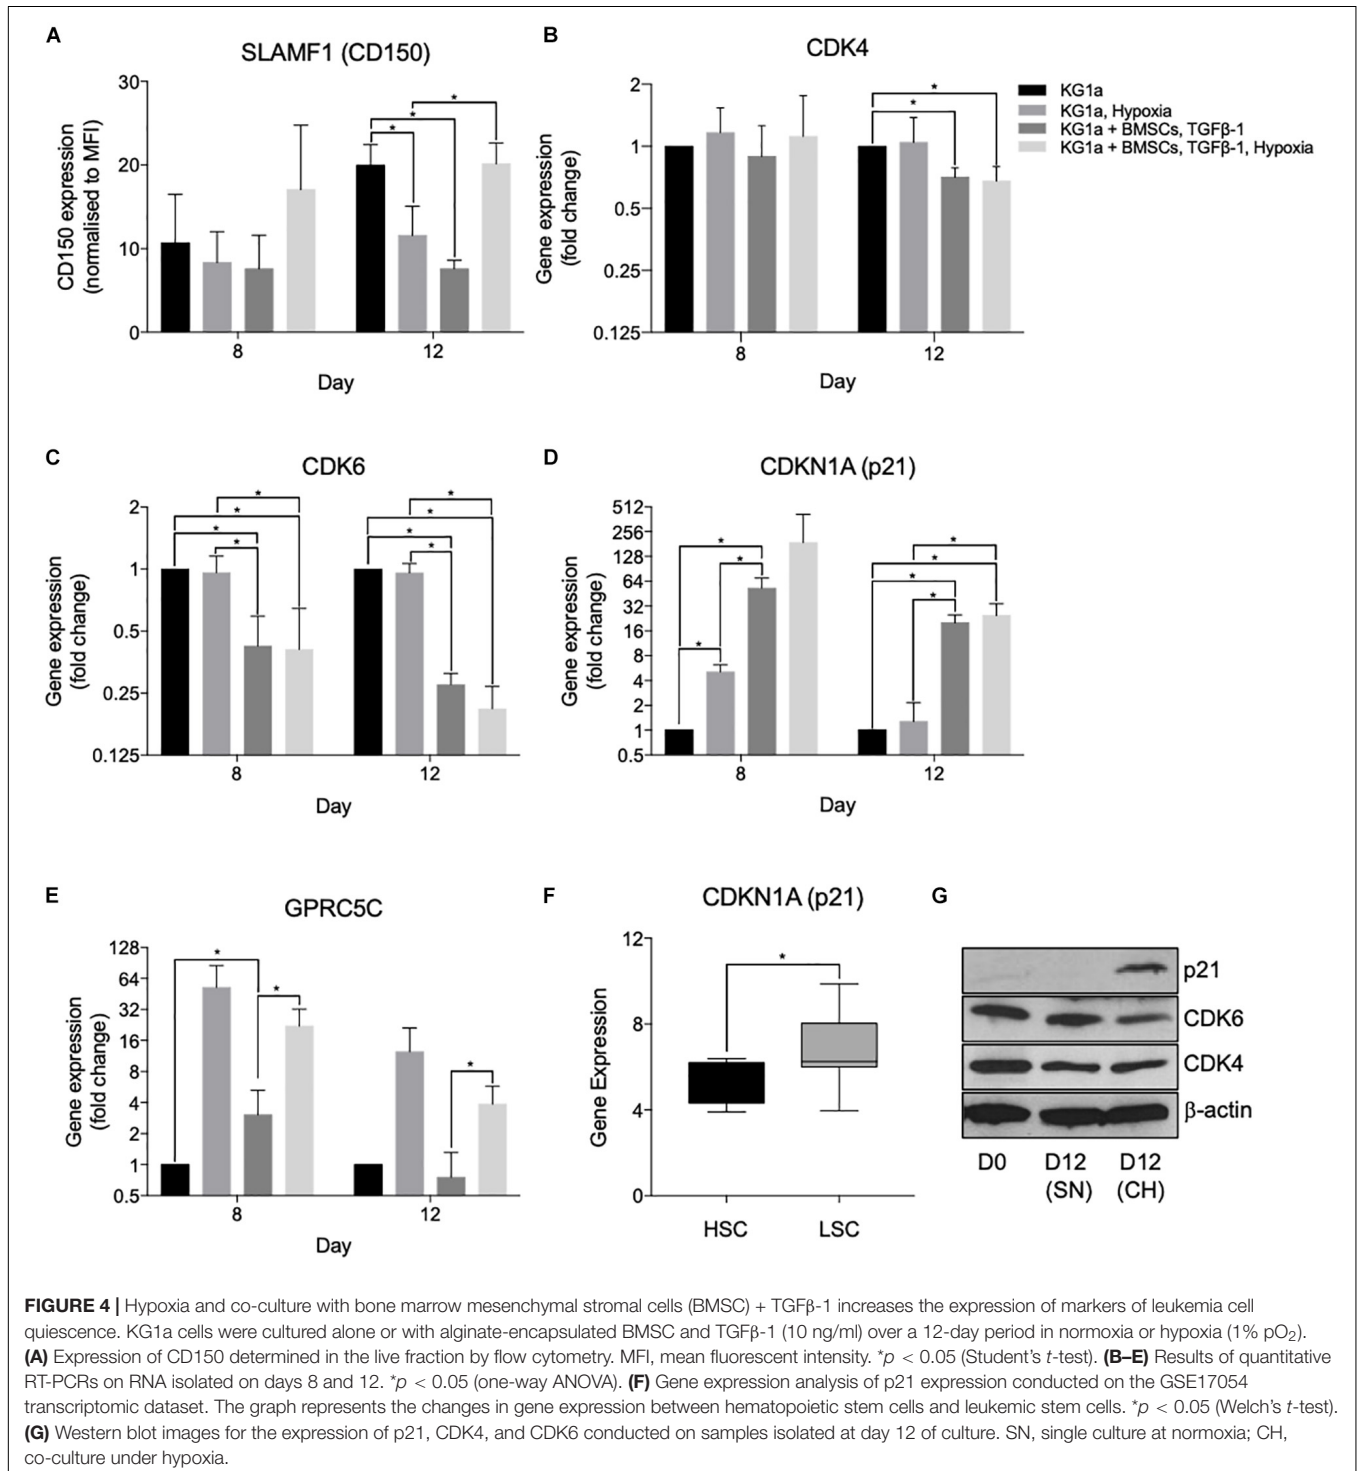 A
SLAMF1 (CD150)
CD150 expression
(normalised to MFI)
30
20
10
0
* * *
8
12
Day
B
CDK4
Gene expression
(fold change)
2
1
0.5
0.25
0.125
* *
8
12
Day
KG1a
KG1a, Hypoxia
KG1a + BMSCs, TGFβ-1
KG1a + BMSCs, TGFβ-1, Hypoxia
C
CDK6
Gene expression
(fold change)
2
1
0.5
0.25
0.125
* * * *
* * * *
8
12
Day
D
CDKN1A (p21)
Gene expression
(fold change)
512
256
128
64
32
16
8
4
2
1
0.5
* * *
* * * *
8
12
Day
E
GPRC5C
Gene expression
(fold change)
128
64
32
16
8
4
2
1
0.5
* *
*
8
12
Day
F
CDKN1A (p21)
Gene Expression
12
8
4
0
*
HSC
LSC
G
p21
CDK6
CDK4
β-actin
D0 D12 D12
(SN) (CH)
FIGURE 4 | Hypoxia and co-culture with bone marrow mesenchymal stromal cells (BMSC) + TGFβ-1 increases the expression of markers of leukemia cell
quiescence. KG1a cells were cultured alone or with alginate-encapsulated BMSC and TGFβ-1 (10 ng/ml) over a 12-day period in normoxia or hypoxia (1% pO₂).
(A) Expression of CD150 determined in the live fraction by flow cytometry. MFI, mean fluorescent intensity. *p < 0.05 (Student's t-test). (B–E) Results of quantitative
RT-PCRs on RNA isolated on days 8 and 12. *p < 0.05 (one-way ANOVA). (F) Gene expression analysis of p21 expression conducted on the GSE17054
transcriptomic dataset. The graph represents the changes in gene expression between hematopoietic stem cells and leukemic stem cells. *p < 0.05 (Welch's t-test).
(G) Western blot images for the expression of p21, CDK4, and CDK6 conducted on samples isolated at day 12 of culture. SN, single culture at normoxia; CH,
co-culture under hypoxia.